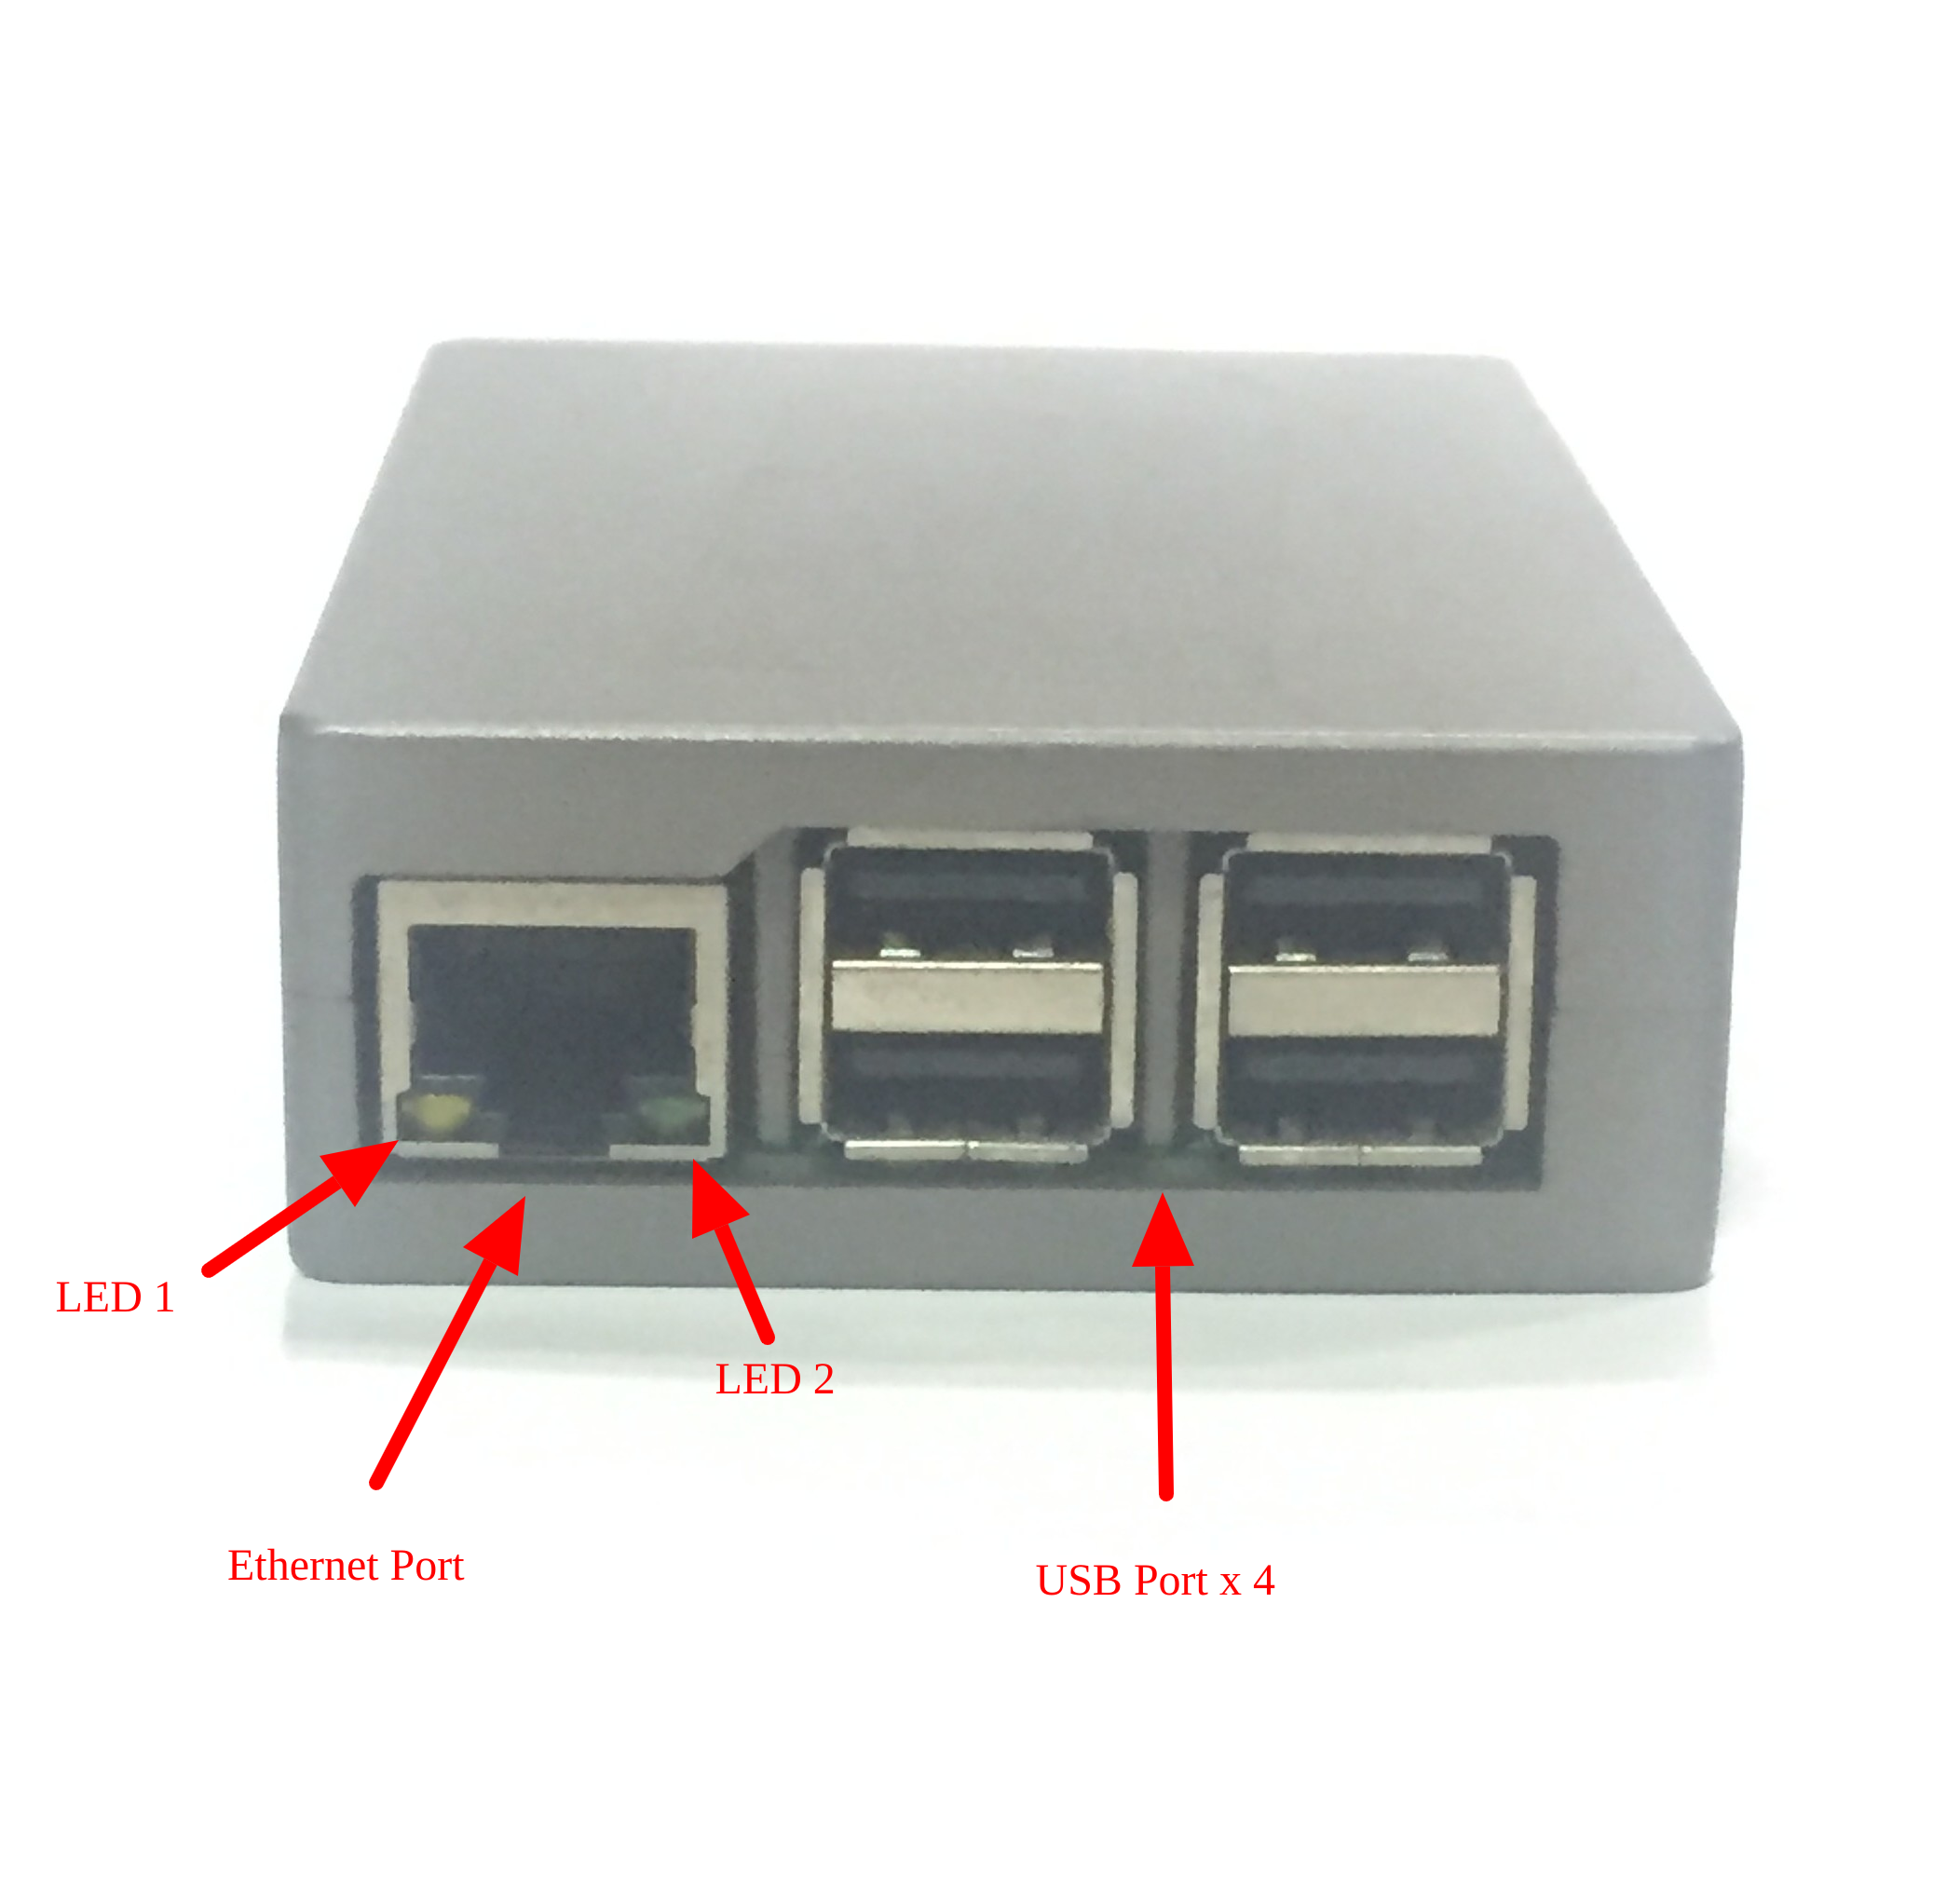 LED 1
LED 2
Ethernet Port
USB Port x 4